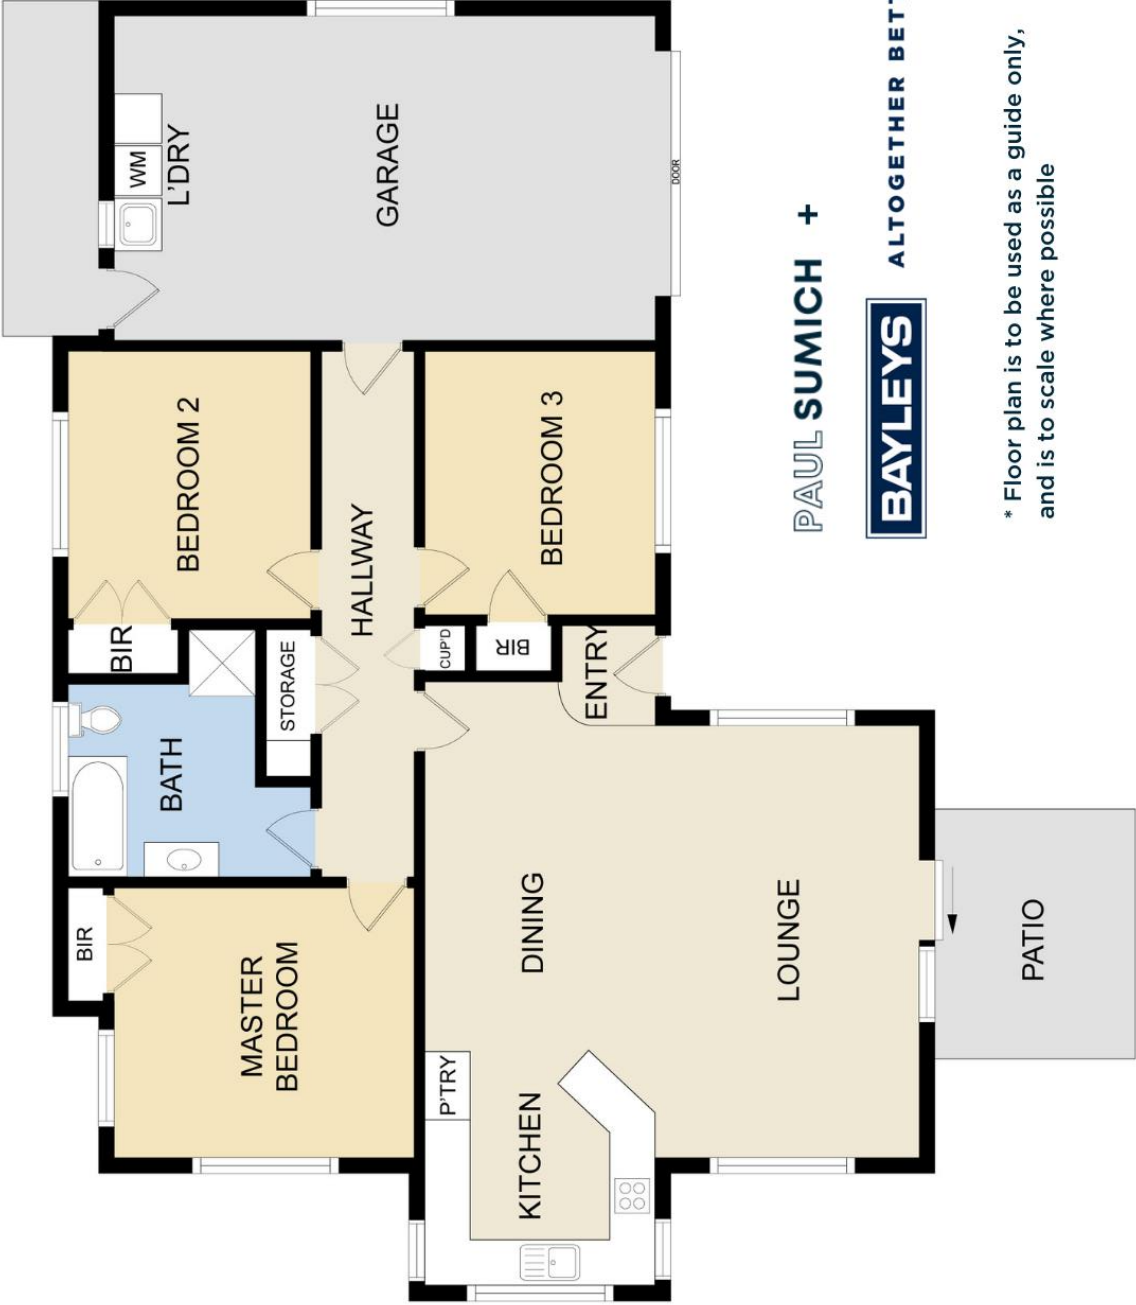 GARAGE
WM
L'DRY
DOOR
BEDROOM 2
BEDROOM 3
HALLWAY
BIR
STORAGE
CUP'D
BIR
ENTRY
BATH
BIR
MASTER
BEDROOM
DINING
LOUNGE
PATIO
P'TRY
KITCHEN
PAUL SUMICH +
BAYLEYS ALTOGETHER BETT
* Floor plan is to be used as a guide only,
and is to scale where possible